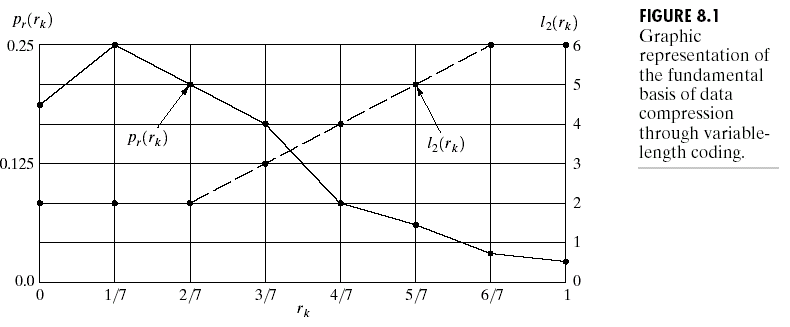 p_r(r_k)
l_2(r_k)
0.25
6
5
p_r(r_k)
l_2(r_k)
4
0.125
3
2
1
0.0
0
0
1/7
2/7
3/7
4/7
5/7
6/7
1
r_k
FIGURE 8.1
Graphic
representation of
the fundamental
basis of data
compression
through variable-
length coding.